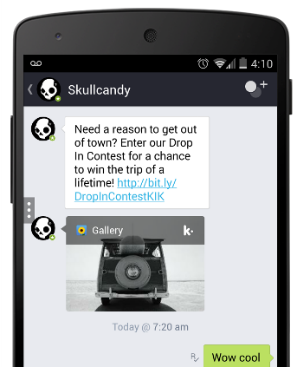 4:10
Skullcandy
Need a reason to get out
of town? Enter our Drop
In Contest for a chance
to win the trip of a
lifetime! http://bit.ly/
DropInContestKIK
Gallery
k·
Today @ 7:20 am
R✓ Wow cool